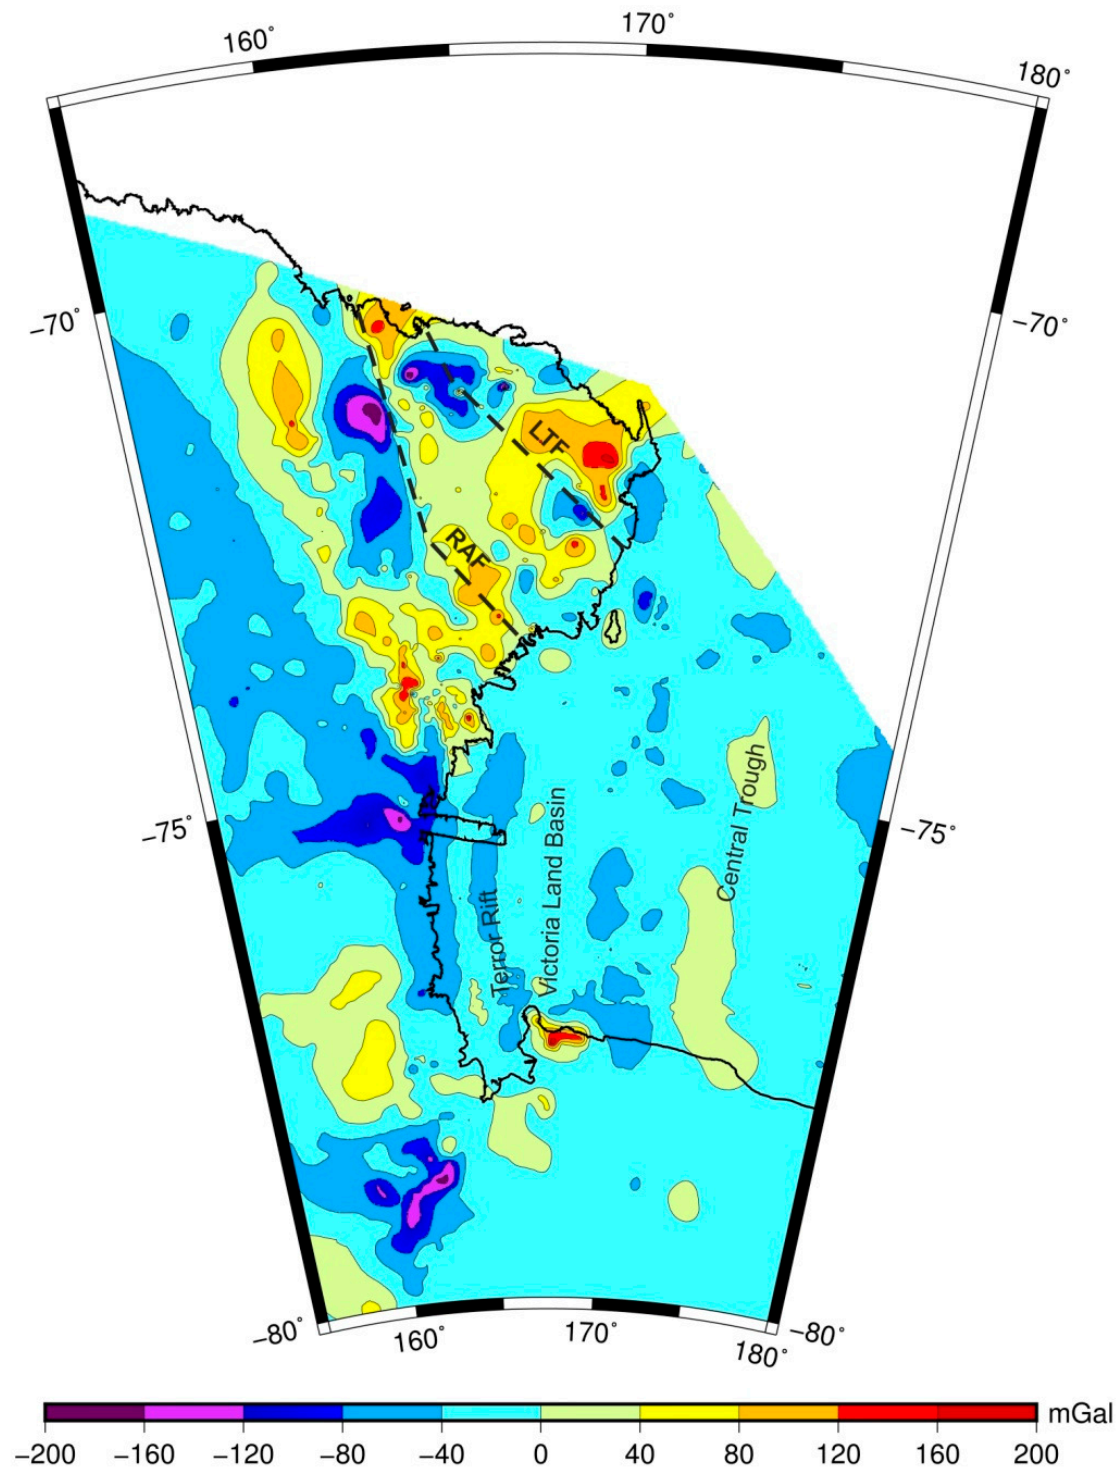 160°
170°
180°
−70°
−70°
LTF
RAF
−75°
−75°
Central Trough
Victoria Land Basin
Terror Rift
−80°
160°
170°
180°
−80°
mGal
−200 −160 −120 −80 −40 0 40 80 120 160 200